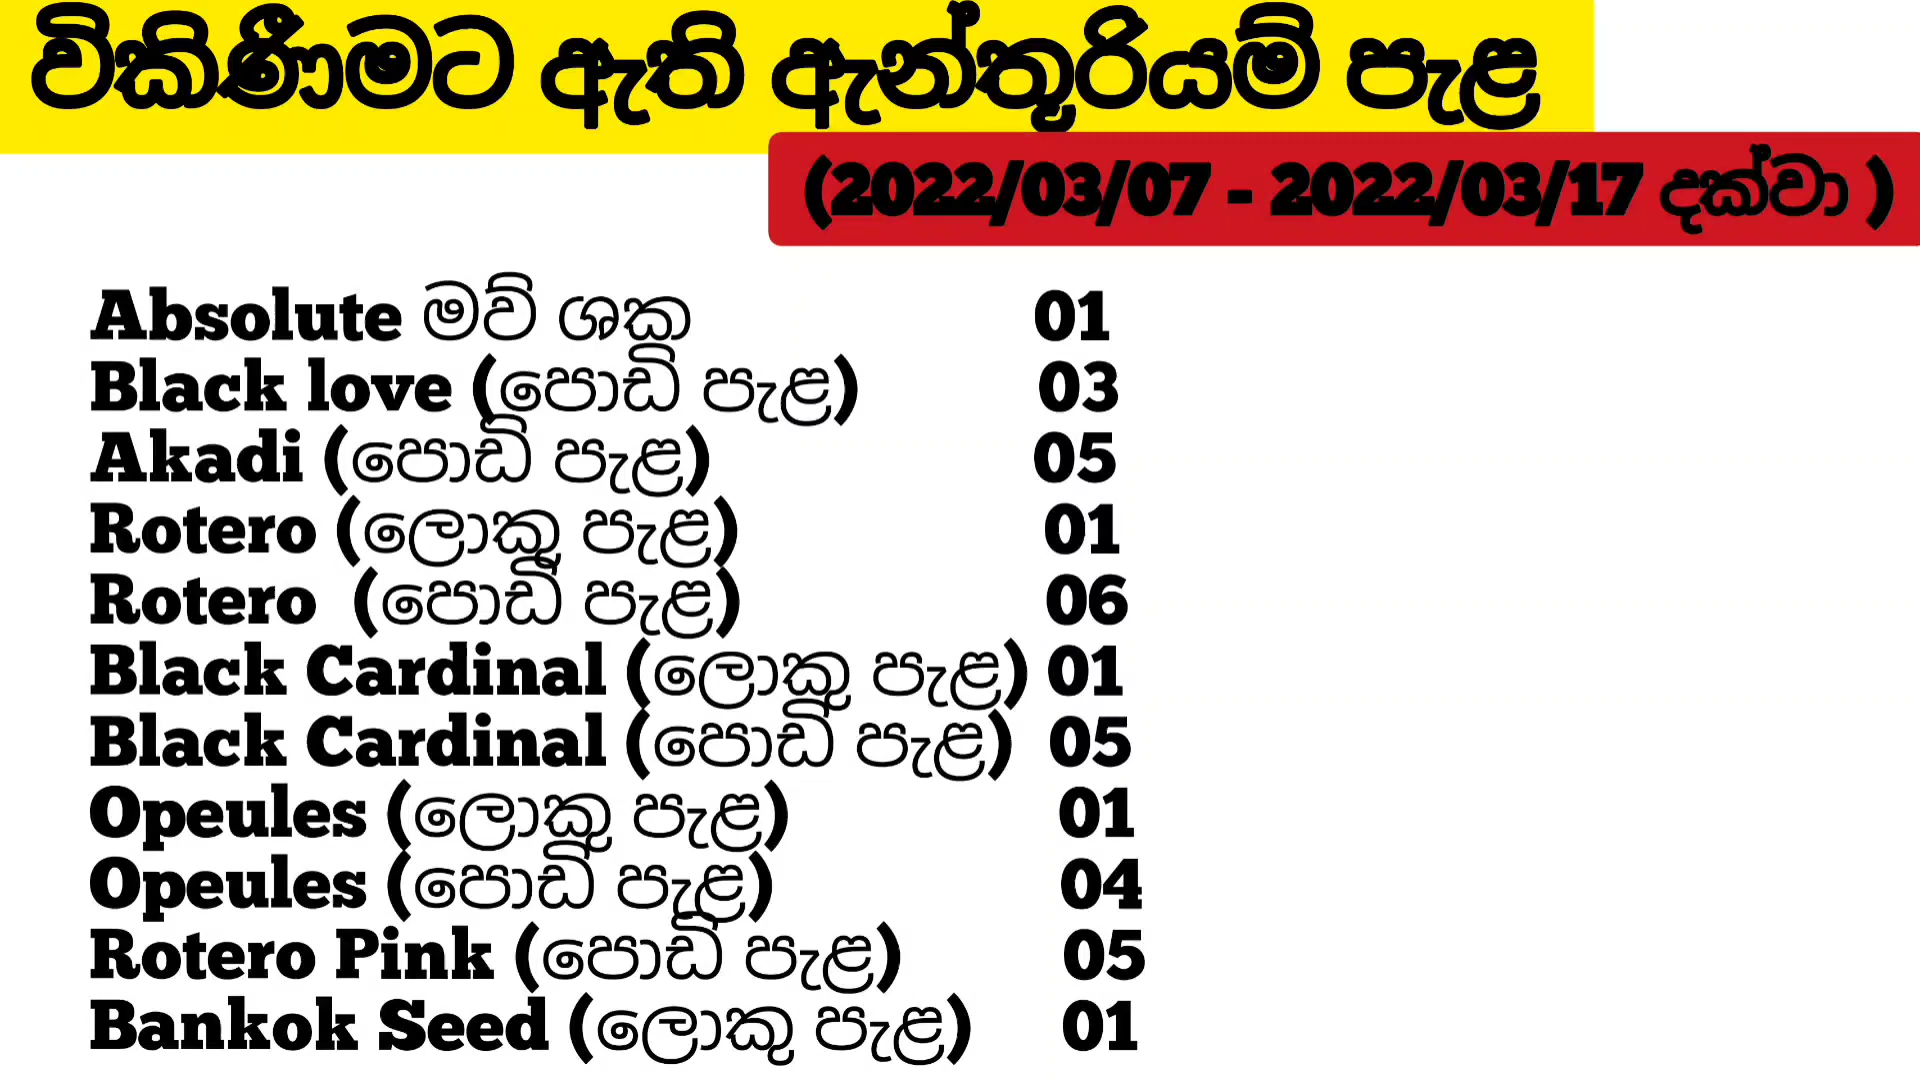 විකිණීමට ඇති ඇන්තූරියම් පැළ
(2022/03/07 - 2022/03/17 දක්වා )
Absolute මව් ශක 01
Black love (පොඩි පැළ) 03
Akadi (පොඩි පැළ) 05
Rotero (ලොකු පැළ) 01
Rotero (පොඩි පැළ) 06
Black Cardinal (ලොකු පැළ) 01
Black Cardinal (පොඩි පැළ) 05
Opeules (ලොකු පැළ) 01
Opeules (පොඩි පැළ) 04
Rotero Pink (පොඩි පැළ) 05
Bankok Seed (ලොකු පැළ) 01